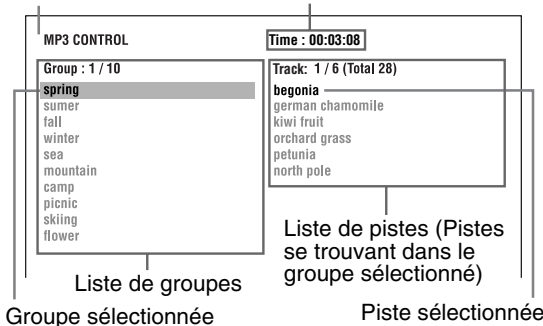 MP3 CONTROL
Time : 00:03:08
Group : 1 / 10
spring
sumer
fall
winter
sea
mountain
camp
picnic
skiing
flower
Track: 1 / 6 (Total 28)
begonia
german chamomile
kiwi fruit
orchard grass
petunia
north pole
Liste de pistes (Pistes
se trouvant dans le
groupe sélectionné)
Liste de groupes
Groupe sélectionnée
Piste sélectionnée